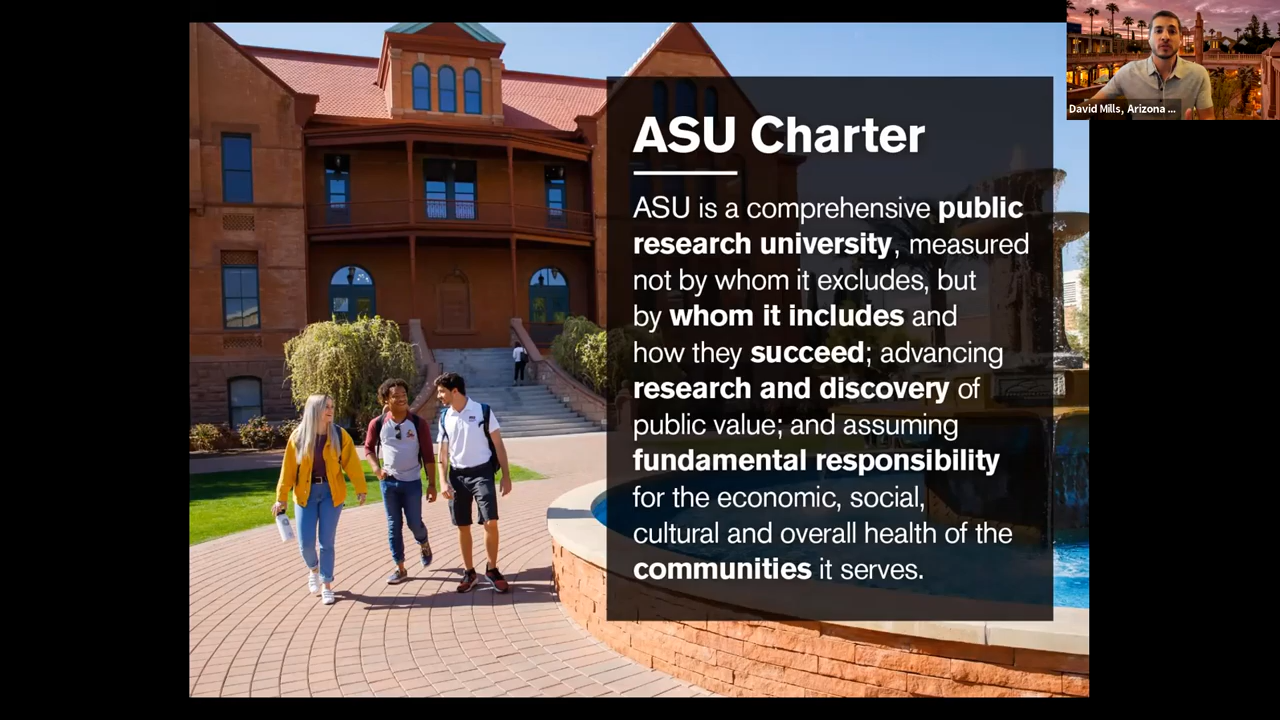 David Mills, Arizona ...
ASU Charter
ASU is a comprehensive public
research university, measured
not by whom it excludes, but
by whom it includes and
how they succeed; advancing
research and discovery of
public value; and assuming
fundamental responsibility
for the economic, social,
cultural and overall health of the
communities it serves.